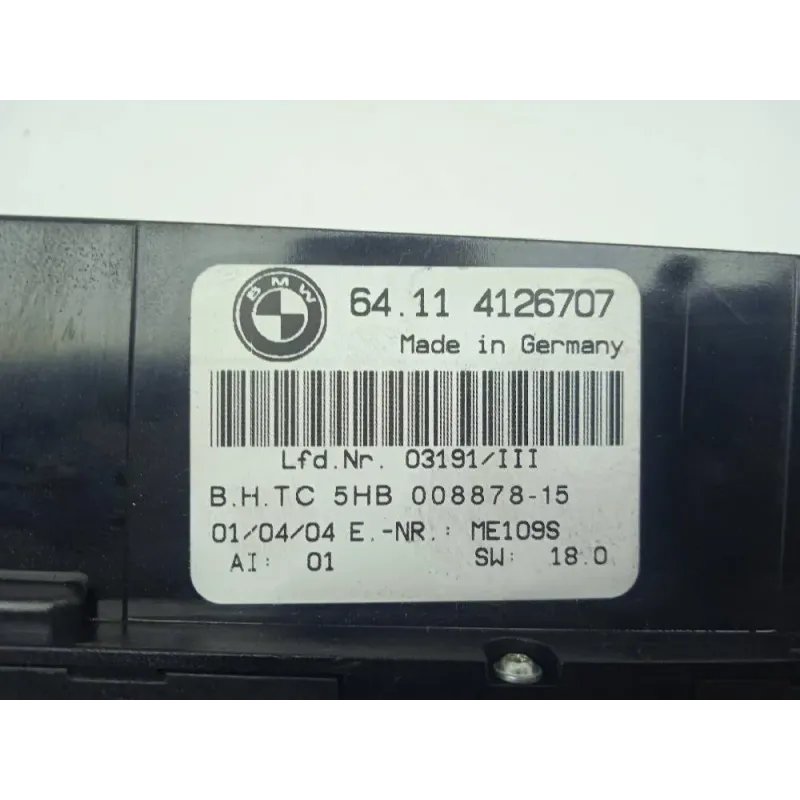 BMW
64.11 4126707
Made in Germany
Lfd.Nr. 03191/III
B.H.TC 5HB 008878-15
01/04/04 E.-NR.: ME109S
AI: 01 SW: 18.0